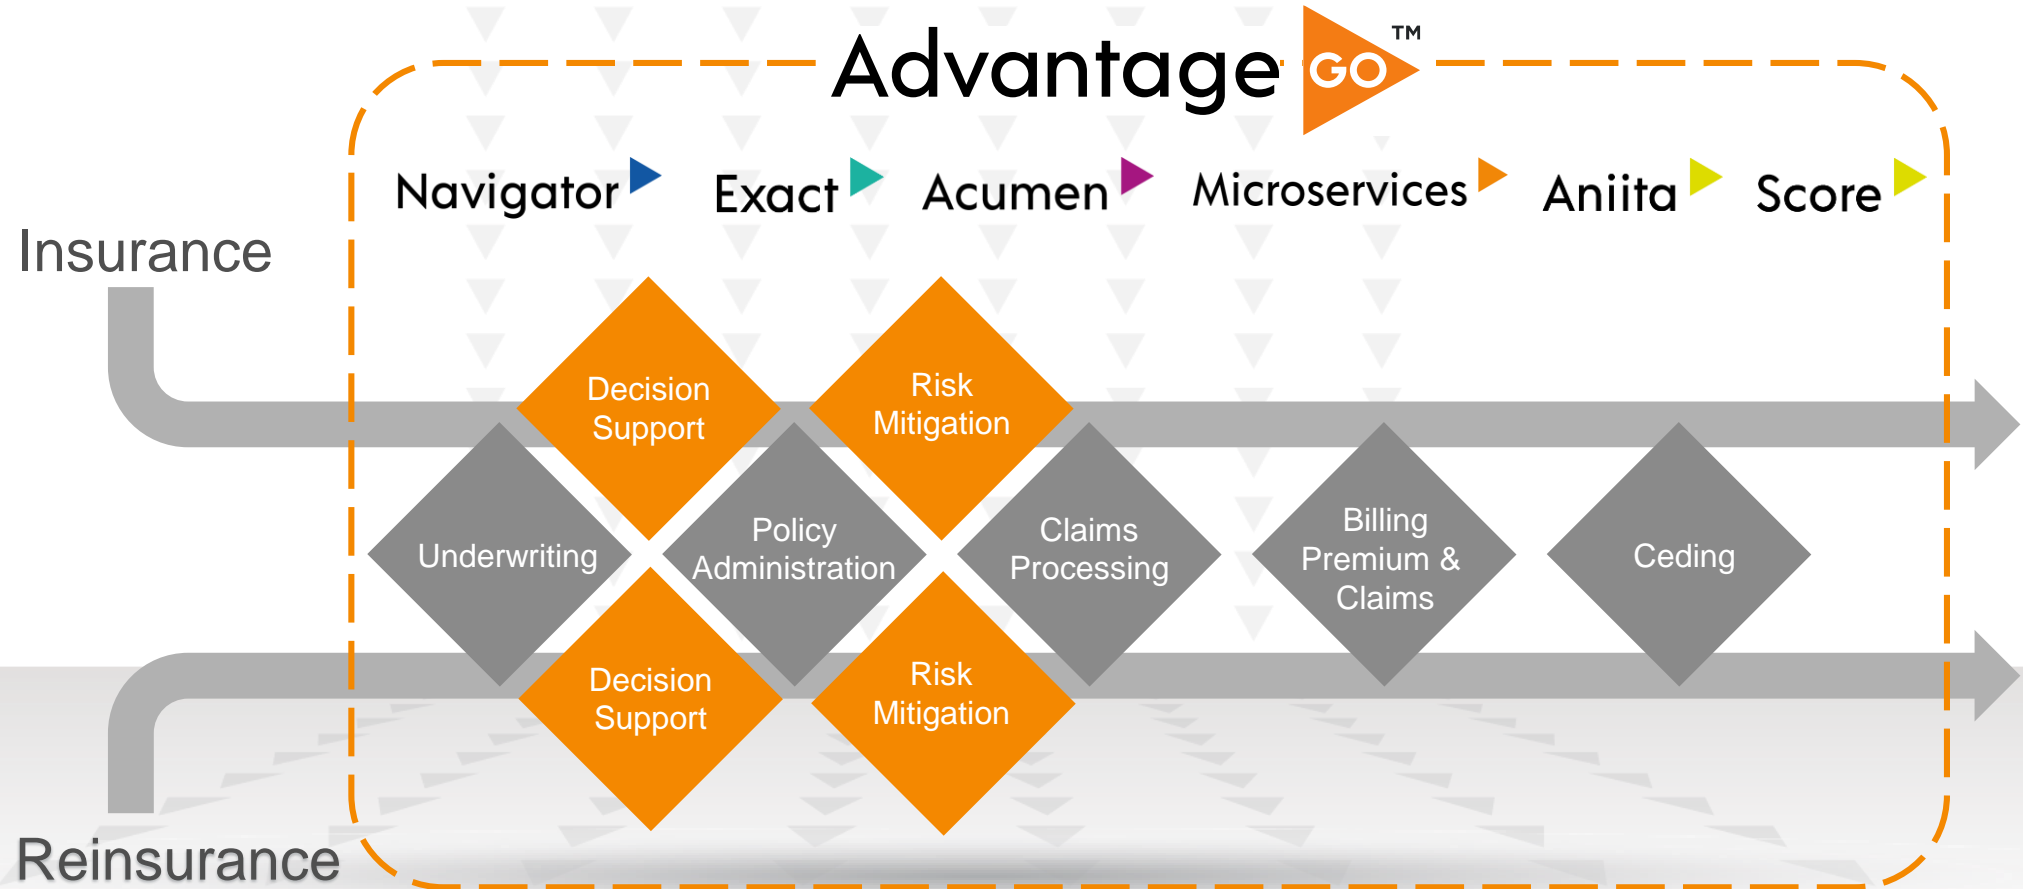 Advantage GO™
Navigator Exact Acumen Microservices Aniita Score
Insurance
Decision
Support
Risk
Mitigation
Underwriting
Policy
Administration
Claims
Processing
Billing
Premium &
Claims
Ceding
Decision
Support
Risk
Mitigation
Reinsurance